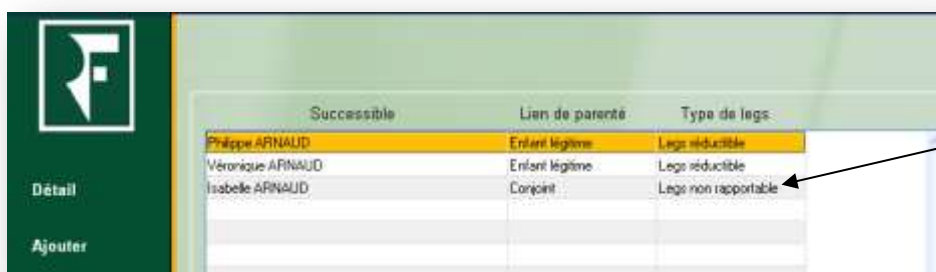 Successible Lien de parenté Type de legs
Philippe ARNAUD Enfant légitime Legs réductible
Véronique ARNAUD Enfant légitime Legs réductible
Isabelle ARNAUD Conjoint Legs non rapportable
Détail
Ajouter